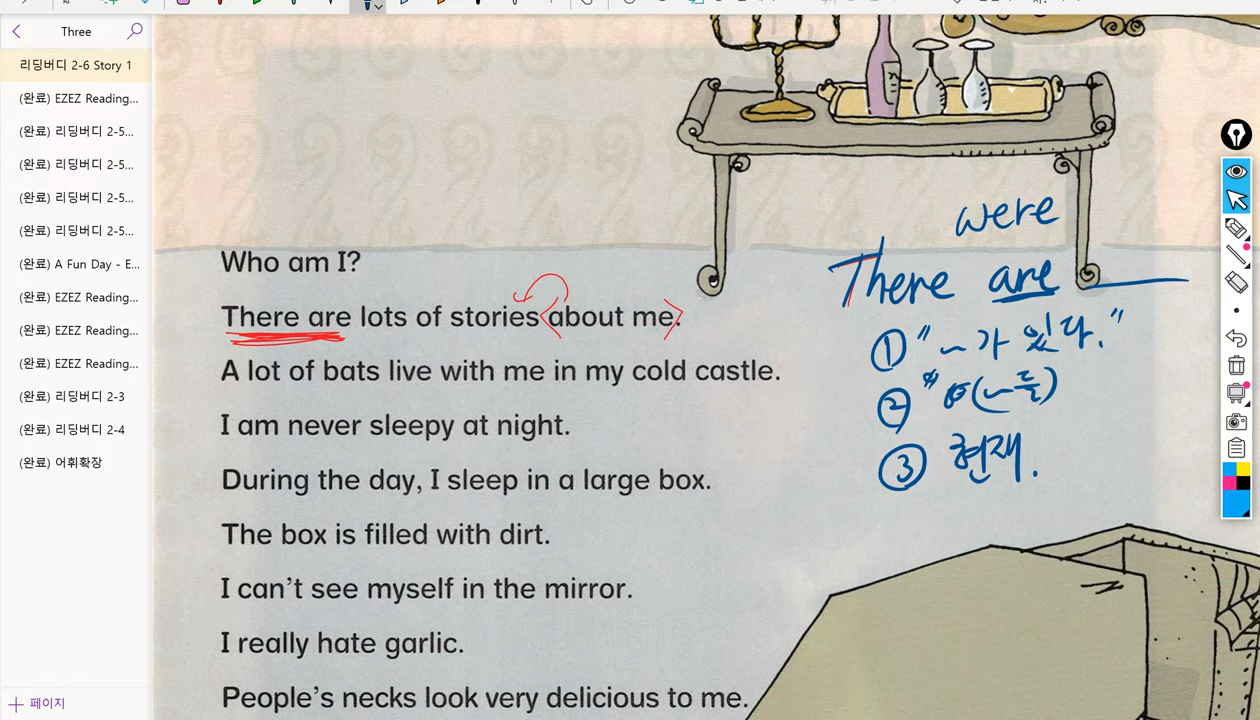 Three
리딩버디 2-6 Story 1
(완료) EZEZ Reading...
(완료) 리딩버디 2-5...
(완료) 리딩버디 2-5...
(완료) 리딩버디 2-5...
(완료) 리딩버디 2-5...
(완료) A Fun Day - E...
(완료) EZEZ Reading...
(완료) EZEZ Reading...
(완료) EZEZ Reading...
(완료) 리딩버디 2-3
(완료) 리딩버디 2-4
(완료) 어휘확장
페이지
Who am I?
There are lots of stories about me.
A lot of bats live with me in my cold castle.
I am never sleepy at night.
During the day, I sleep in a large box.
The box is filled with dirt.
I can't see myself in the mirror.
I really hate garlic.
People's necks look very delicious to me.
were
There are
① "~가 있다."
② (~들)
③ 현재.